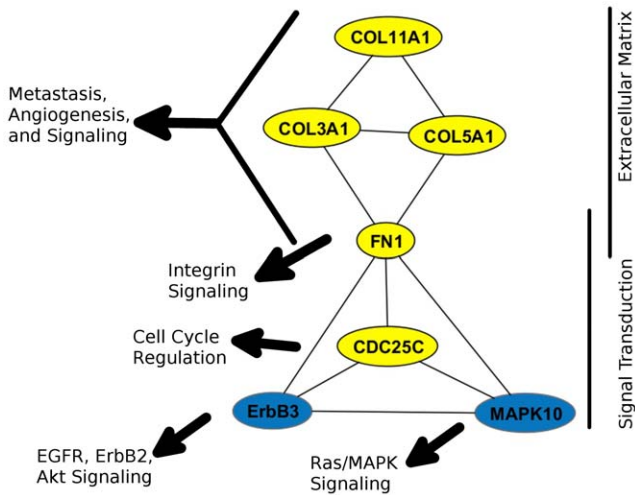 COL11A1
Metastasis,
Angiogenesis,
and Signaling
COL3A1
COL5A1
Extracellular Matrix
FN1
Integrin
Signaling
Cell Cycle
Regulation
CDC25C
Signal Transduction
ErbB3
MAPK10
EGFR, ErbB2,
Akt Signaling
Ras/MAPK
Signaling